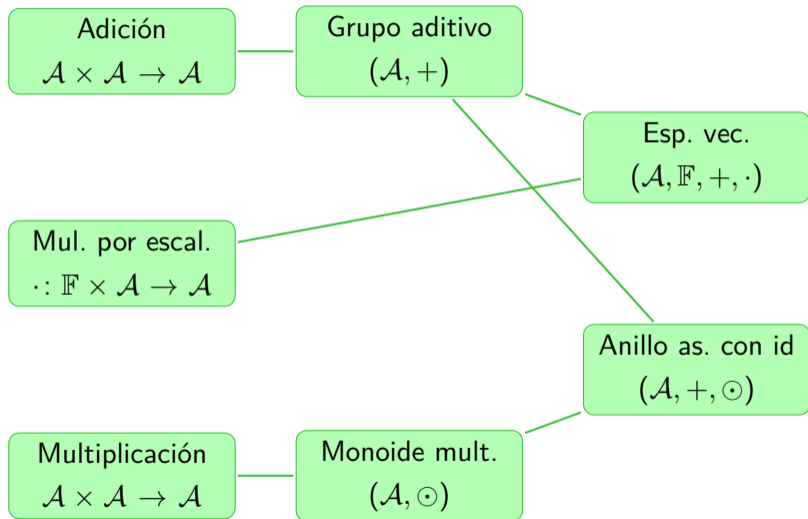 Adición
𝒜 × 𝒜 → 𝒜
Grupo aditivo
(𝒜, +)
Esp. vec.
(𝒜, 𝔽, +, ·)
Mul. por escal.
·: 𝔽 × 𝒜 → 𝒜
Anillo as. con id
(𝒜, +, ⊙)
Multiplicación
𝒜 × 𝒜 → 𝒜
Monoide mult.
(𝒜, ⊙)